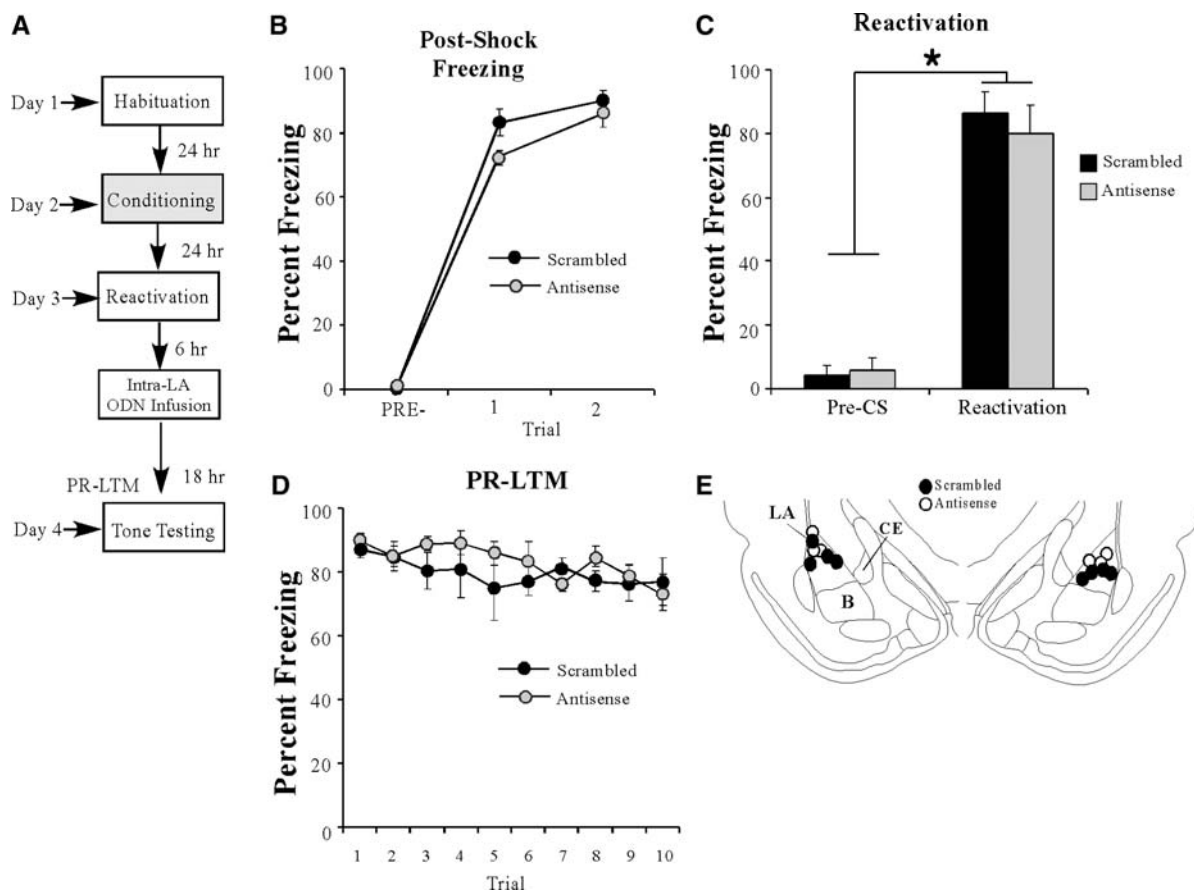 A
Day 1
Habituation
24 hr
Day 2
Conditioning
24 hr
Day 3
Reactivation
6 hr
Intra-LA
ODN Infusion
PR-LTM
18 hr
Day 4
Tone Testing
B
Post-Shock
Freezing
Percent Freezing
100
80
60
40
20
0
Scrambled
Antisense
PRE-
1
2
Trial
C
Reactivation
*
Percent Freezing
100
80
60
40
20
0
Scrambled
Antisense
Pre-CS
Reactivation
D
PR-LTM
Percent Freezing
100
80
60
40
20
0
Scrambled
Antisense
1 2 3 4 5 6 7 8 9 10
Trial
E
Scrambled
Antisense
LA
CE
B